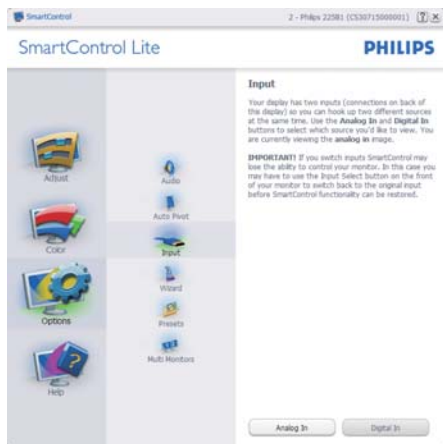 SmartControl
2 - Philips 225B1 (CS30715000001)
SmartControl Lite
PHILIPS
Adjust
Color
Options
Help
Audio
Auto Pivot
Input
Wizard
Presets
Multi Monitors
Input
Your display has two inputs (connections on back of
this display) so you can hook up two different sources
at the same time. Use the Analog In and Digital In
buttons to select which source you'd like to view. You
are currently viewing the analog in image.
IMPORTANT! If you switch inputs SmartControl may
lose the ability to control your monitor. In this case you
may have to use the Input Select button on the front
of your monitor to switch back to the original input
before SmartControl functionality can be restored.
Analog In
Digital In